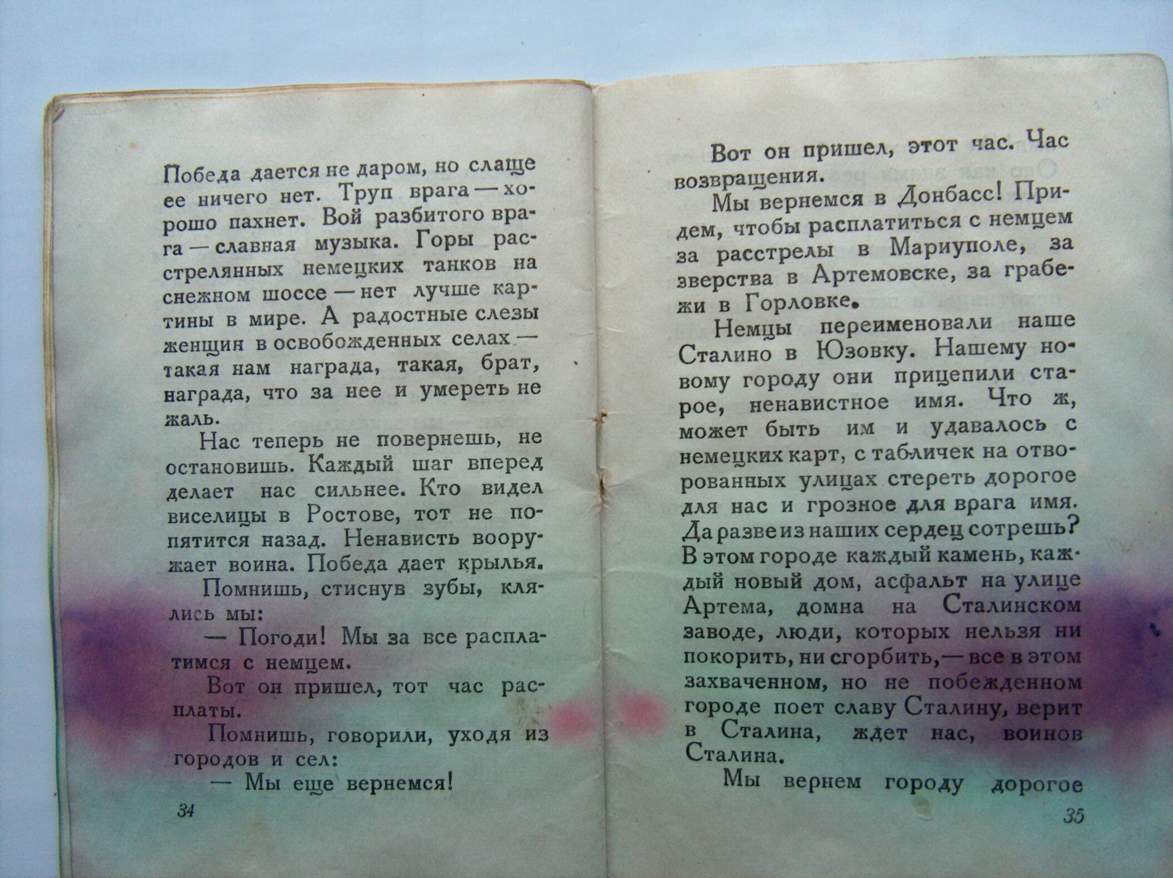 Победа дается не даром, но слаще
ее ничего нет. Труп врага — хо-
рошо пахнет. Вой разбитого вра-
га — славная музыка. Горы рас-
стрелянных немецких танков на
снежном шоссе — нет лучше кар-
тины в мире. А радостные слезы
женщин в освобожденных селах —
такая нам награда, такая, брат,
награда, что за нее и умереть не
жаль.
Нас теперь не повернешь, не
остановишь. Каждый шаг вперед
делает нас сильнее. Кто видел
виселицы в Ростове, тот не по-
пятится назад. Ненависть воору-
жает воина. Победа дает крылья.
Помнишь, стиснув зубы, кля-
лись мы:
— Погоди! Мы за все распла-
тимся с немцем.
Вот он пришел, тот час рас-
платы.
Помнишь, говорили, уходя из
городов и сел:
— Мы еще вернемся!
34
Вот он пришел, этот час. Час
возвращения.
Мы вернемся в Донбасс! При-
дем, чтобы расплатиться с немцем
за расстрелы в Мариуполе, за
зверства в Артемовске, за грабе-
жи в Горловке.
Немцы переименовали наше
Сталино в Юзовку. Нашему но-
вому городу они прицепили ста-
рое, ненавистное имя. Что ж,
может быть им и удавалось с
немецких карт, с табличек на отво-
рованных улицах стереть дорогое
для нас и грозное для врага имя.
Да разве из наших сердец сотрешь?
В этом городе каждый камень, каж-
дый новый дом, асфальт на улице
Артема, домна на Сталинском
заводе, люди, которых нельзя ни
покорить, ни сгорбить,— все в этом
захваченном, но не побежденном
городе поет славу Сталину, верит
в Сталина, ждет нас, воинов
Сталина.
Мы вернем городу дорогое
35